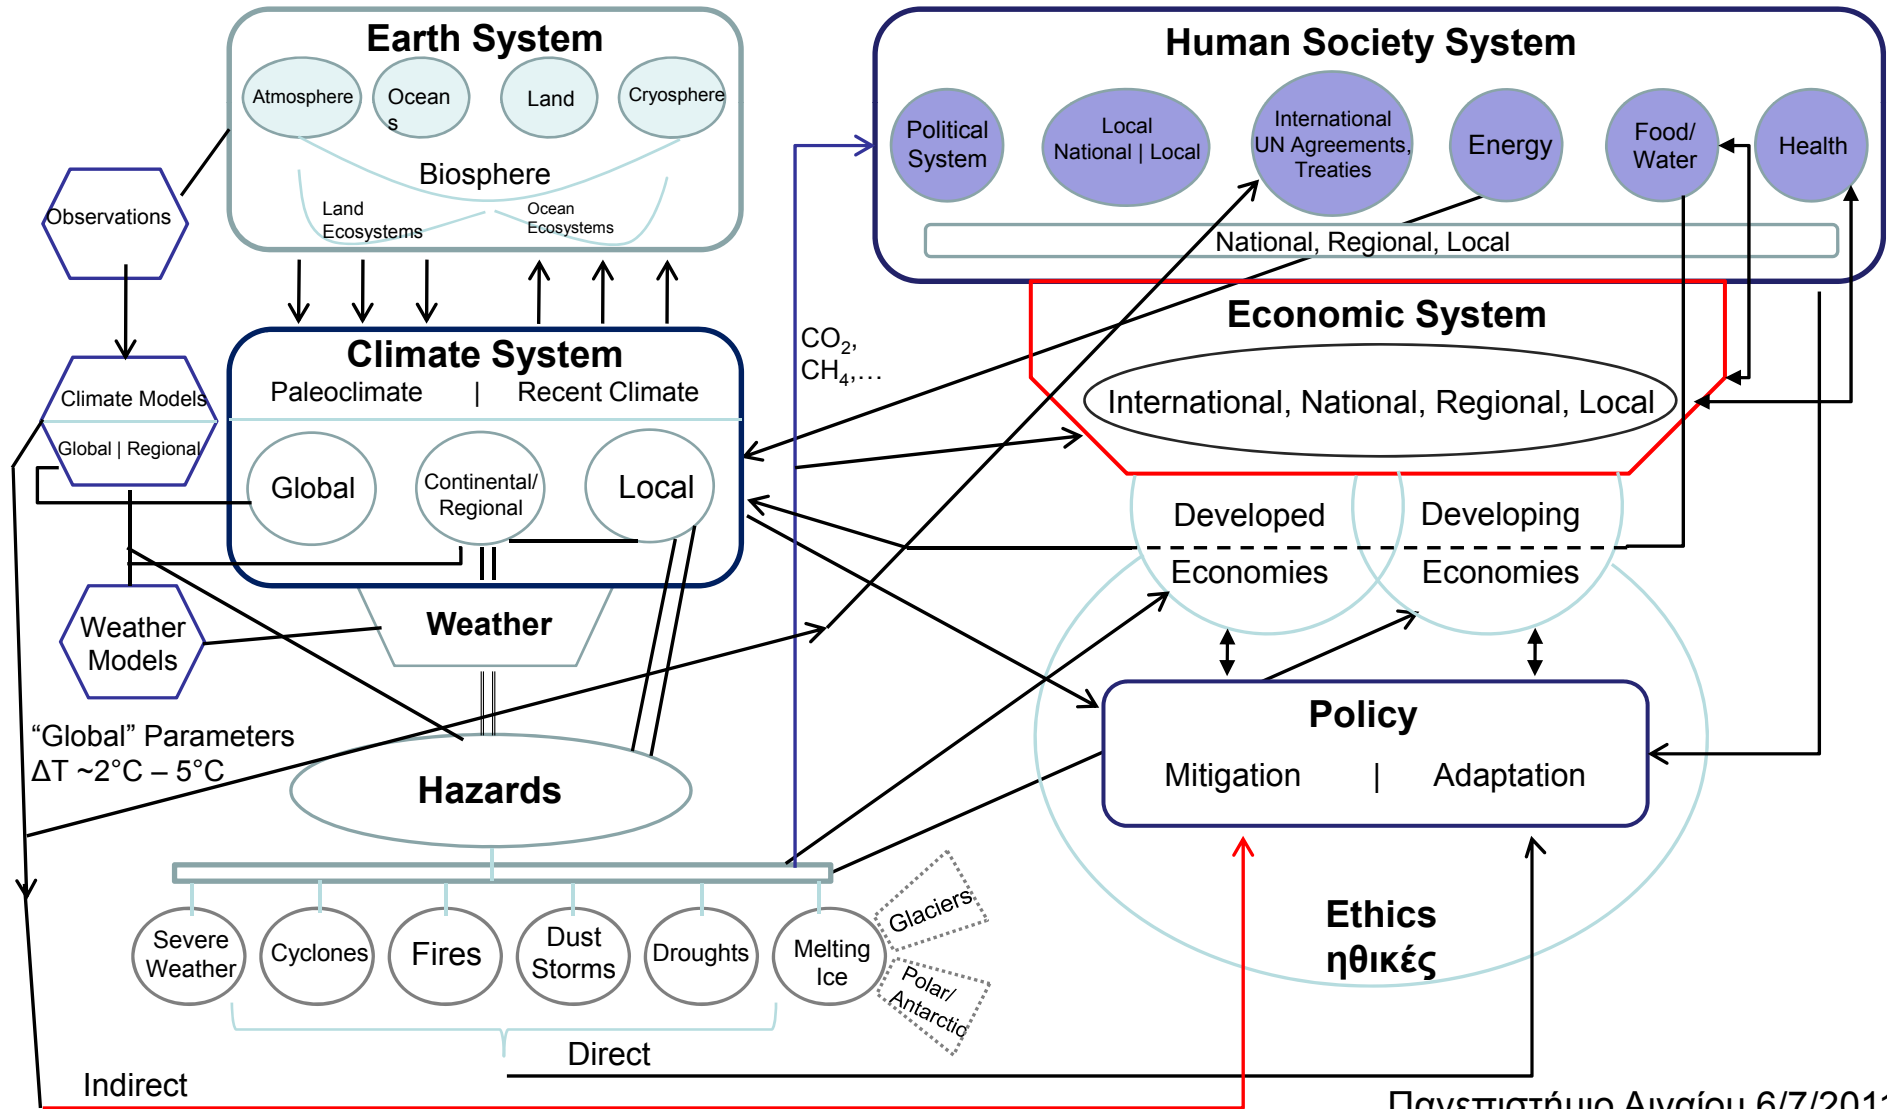 Earth System
Atmosphere
Ocean
s
Land
Cryosphere
Biosphere
Land
Ecosystems
Ocean
Ecosystems
Observations
Human Society System
Political
System
Local
National | Local
International
UN Agreements,
Treaties
Energy
Food/
Water
Health
National, Regional, Local
Economic System
International, National, Regional, Local
CO₂,
CH₄,...
Climate System
Paleoclimate | Recent Climate
Global
Continental/
Regional
Local
Climate Models
Global | Regional
Developed
Economies
Developing
Economies
Weather
Weather
Models
"Global" Parameters
ΔT ~2°C – 5°C
Hazards
Policy
Mitigation | Adaptation
Severe
Weather
Cyclones
Fires
Dust
Storms
Droughts
Melting
Ice
Glaciers
Polar/
Antarctic
Ethics
ηθικές
Direct
Indirect
Πανεπιστήμιο Αιγαίου